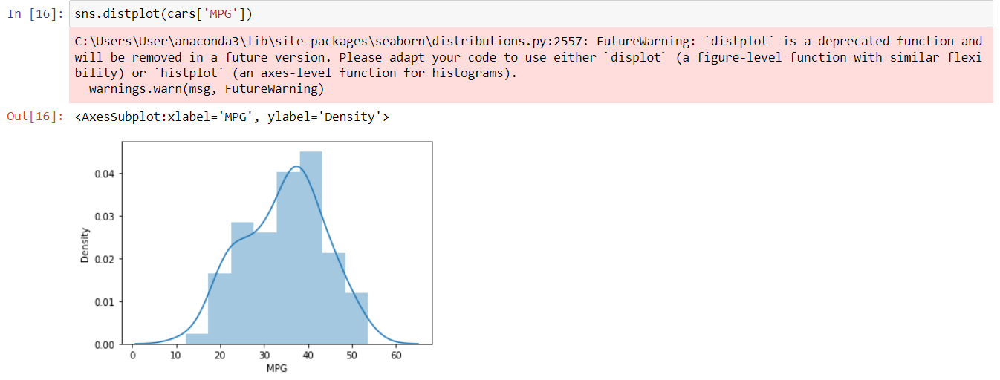 In [16]: sns.distplot(cars['MPG'])
C:\Users\User\anaconda3\lib\site-packages\seaborn\distributions.py:2557: FutureWarning: `distplot` is a deprecated function and
will be removed in a future version. Please adapt your code to use either `displot` (a figure-level function with similar flexi
bility) or `histplot` (an axes-level function for histograms).
  warnings.warn(msg, FutureWarning)
Out[16]: <AxesSubplot:xlabel='MPG', ylabel='Density'>
0.04
0.03
Density
0.02
0.01
0.00
0 10 20 30 40 50 60
MPG